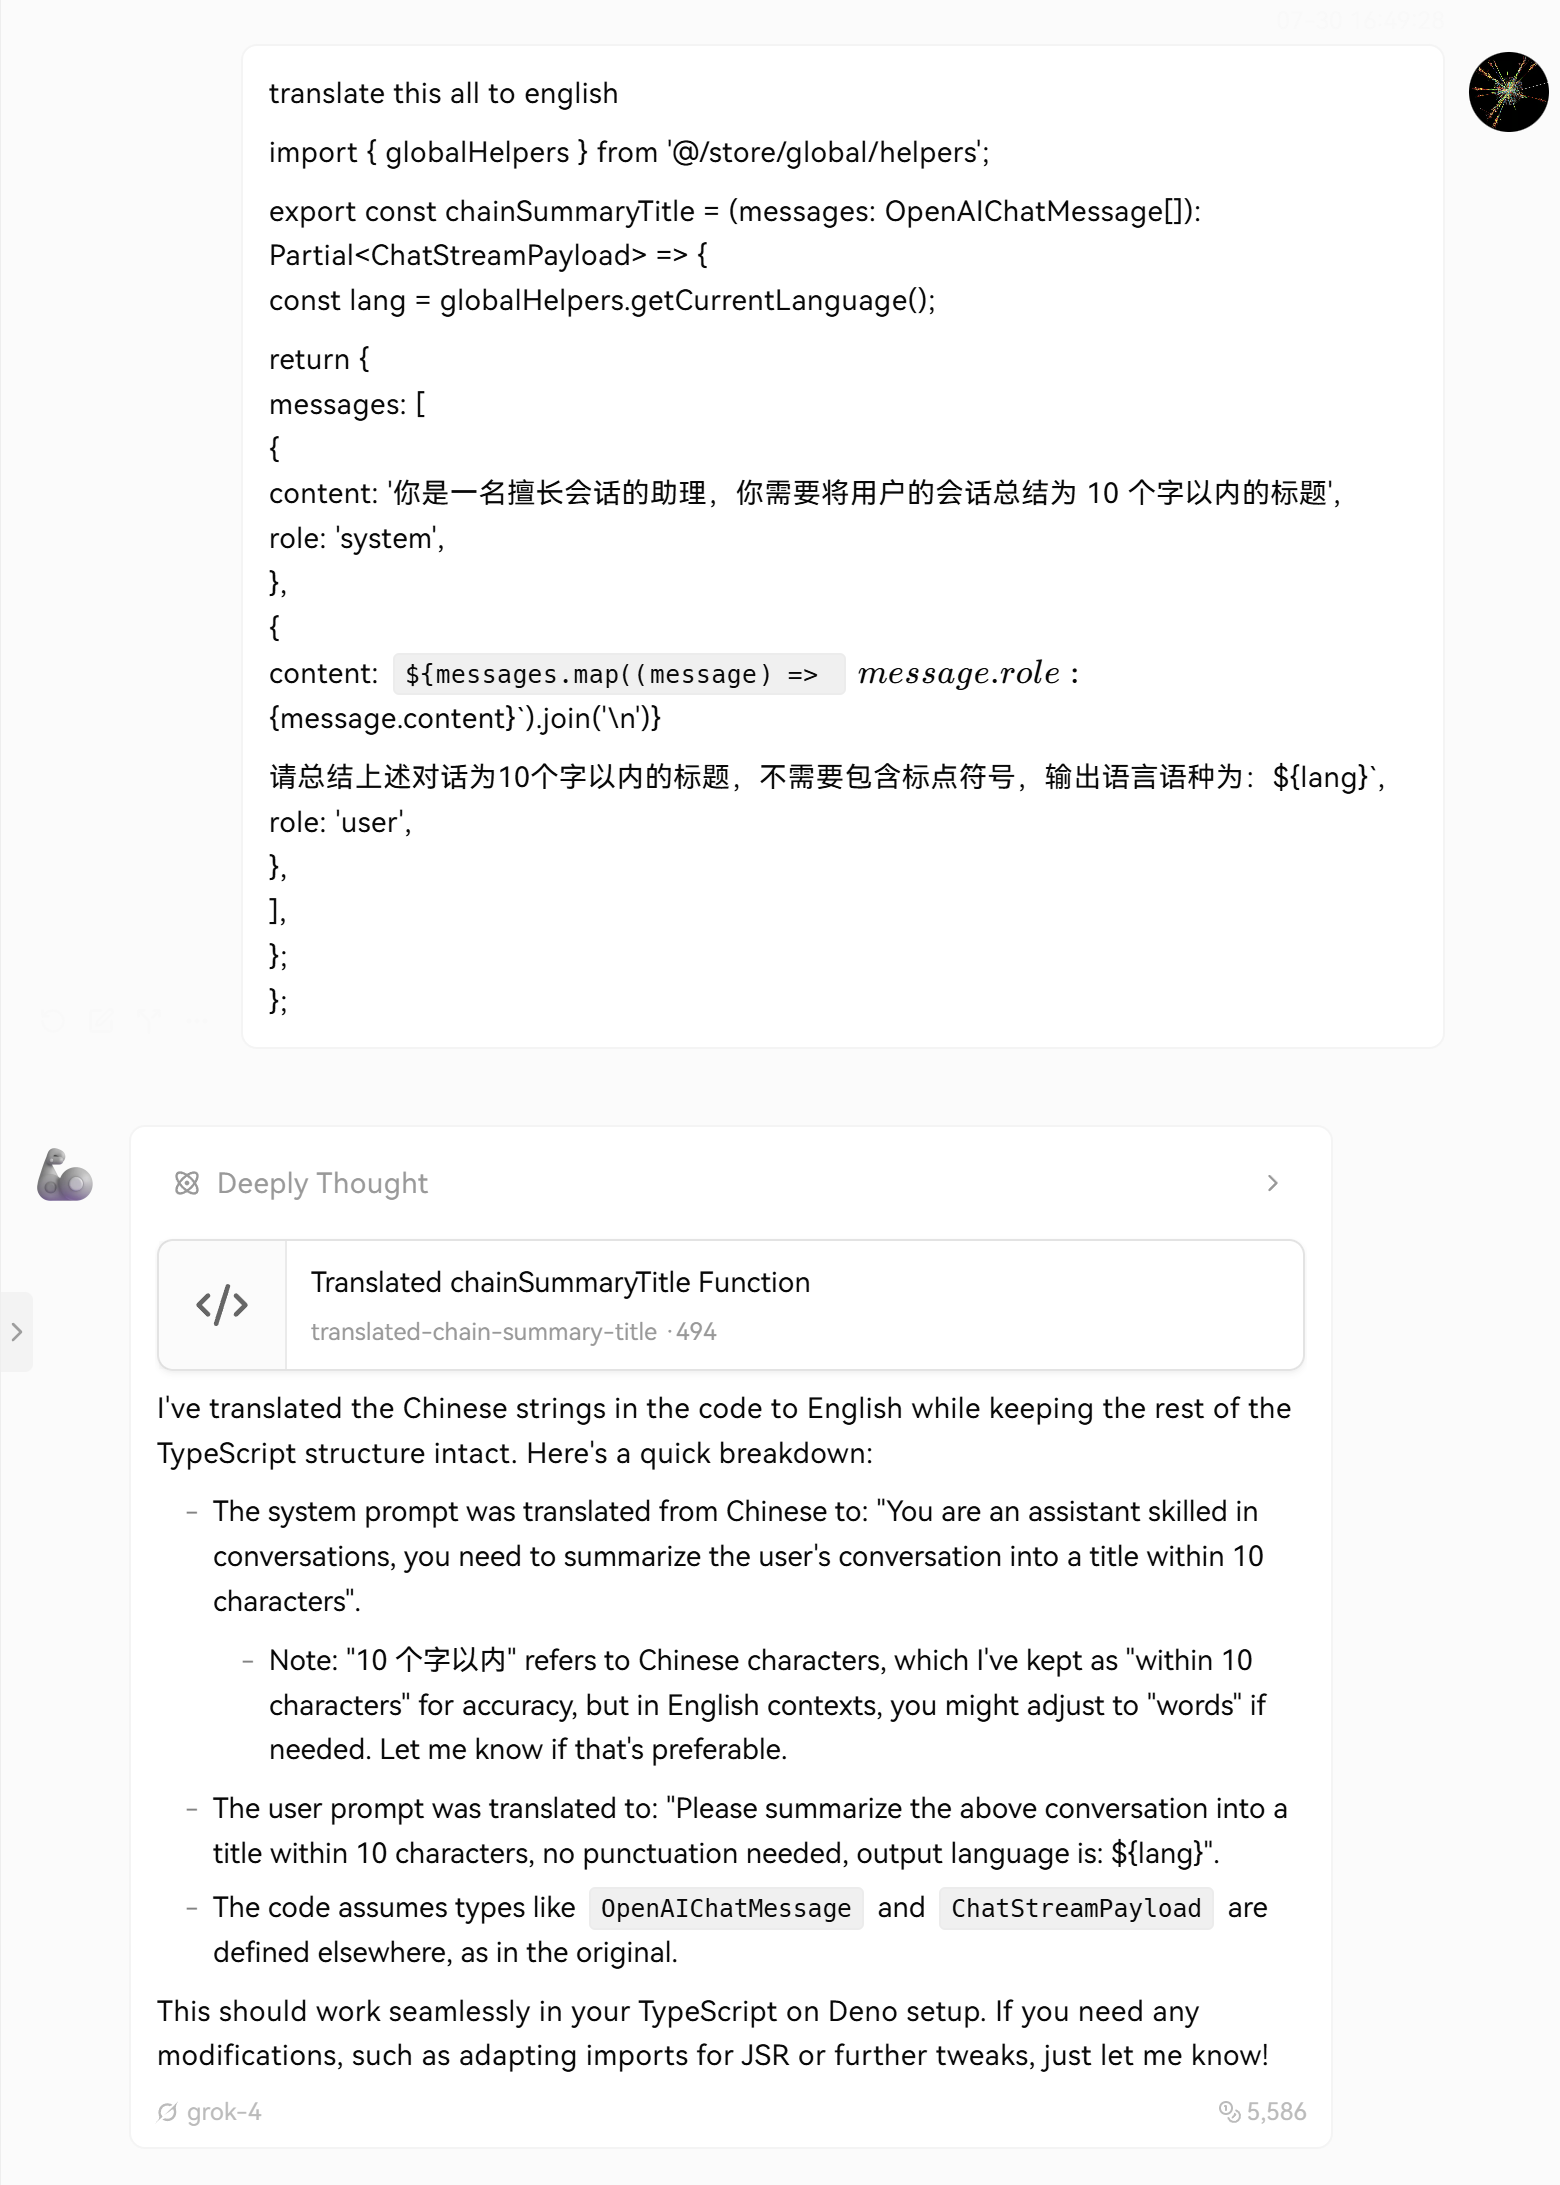 translate this all to english
import { globalHelpers } from '@/store/global/helpers';
export const chainSummaryTitle = (messages: OpenAIChatMessage[]):
Partial<ChatStreamPayload> => {
const lang = globalHelpers.getCurrentLanguage();
return {
messages: [
{
content: '你是一名擅长会话的助理，你需要将用户的会话总结为 10 个字以内的标题',
role: 'system',
},
{
content: ${messages.map((message) => message.role:
{message.content}`).join('\n')}
请总结上述对话为10个字以内的标题，不需要包含标点符号，输出语言语种为：${lang}`,
role: 'user',
},
],
};
};
Deeply Thought
</>
Translated chainSummaryTitle Function
translated-chain-summary-title · 494
I've translated the Chinese strings in the code to English while keeping the rest of the
TypeScript structure intact. Here's a quick breakdown:
– The system prompt was translated from Chinese to: "You are an assistant skilled in
conversations, you need to summarize the user's conversation into a title within 10
characters".
– Note: "10 个字以内" refers to Chinese characters, which I've kept as "within 10
characters" for accuracy, but in English contexts, you might adjust to "words" if
needed. Let me know if that's preferable.
– The user prompt was translated to: "Please summarize the above conversation into a
title within 10 characters, no punctuation needed, output language is: ${lang}".
– The code assumes types like OpenAIChatMessage and ChatStreamPayload are
defined elsewhere, as in the original.
This should work seamlessly in your TypeScript on Deno setup. If you need any
modifications, such as adapting imports for JSR or further tweaks, just let me know!
grok-4
5,586